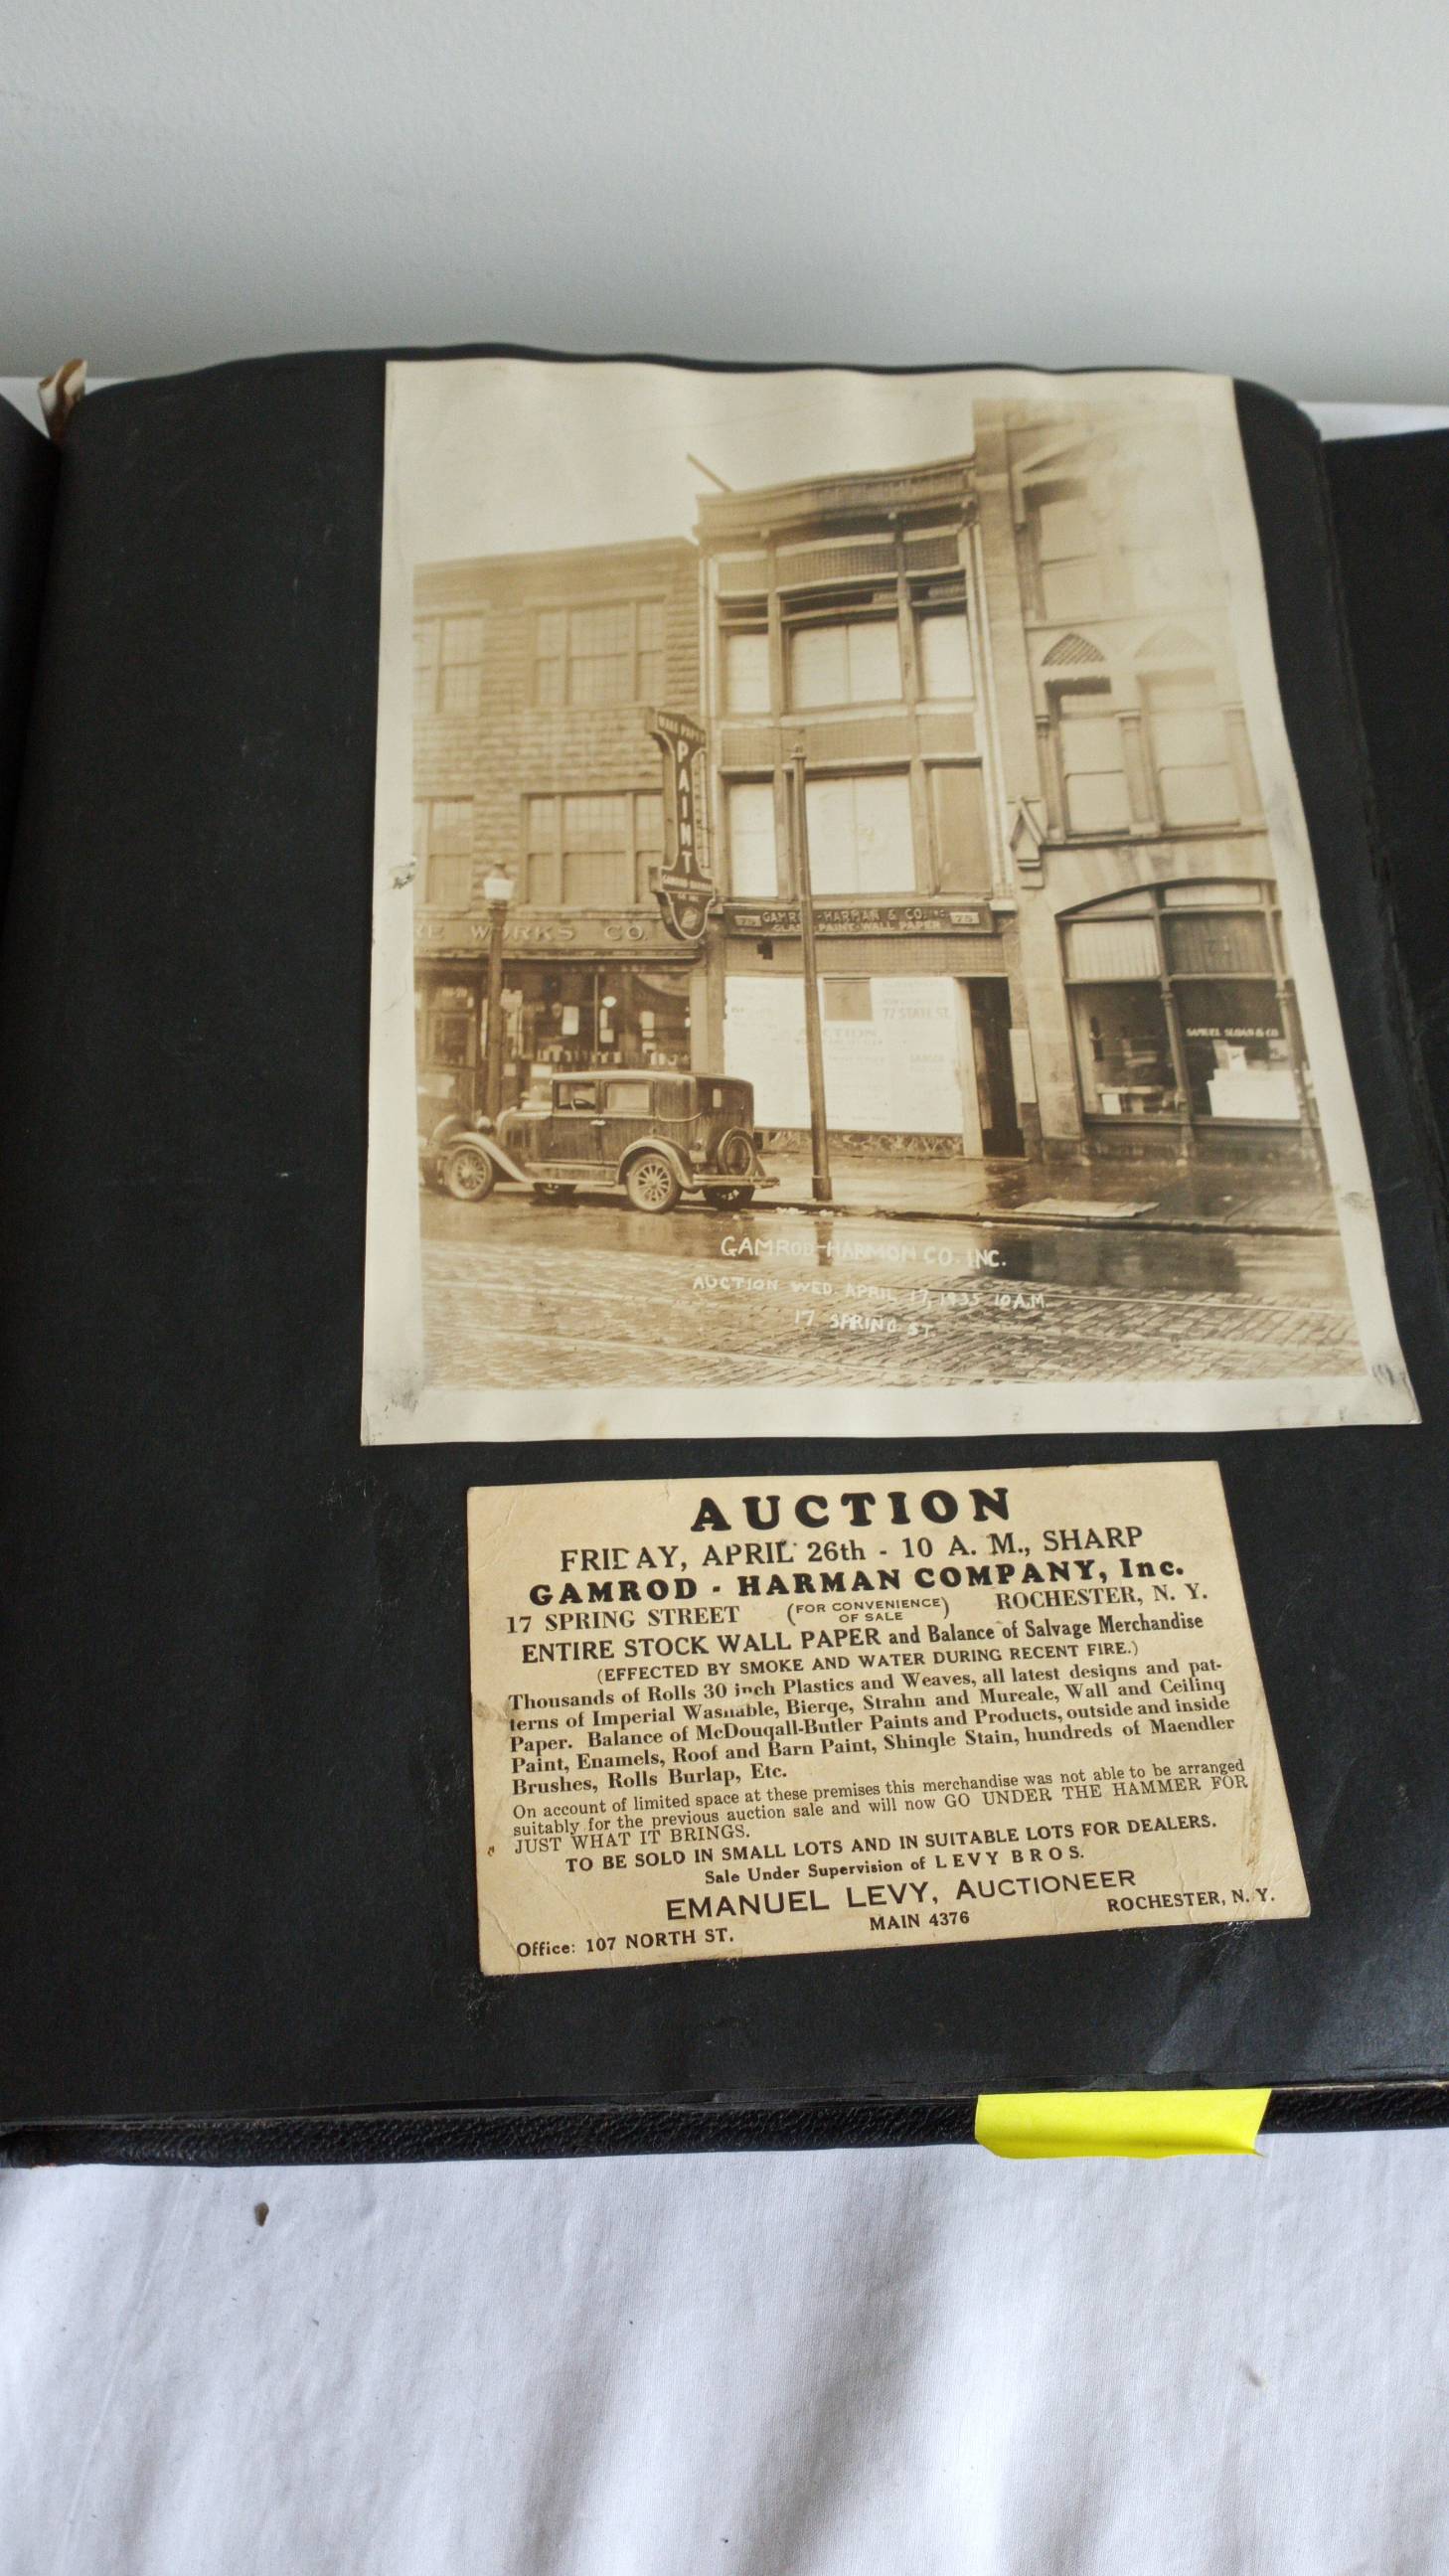 WALL PAPER
PAINT
RE WORKS CO.
75 GAMROD-HARMAN & CO. INC. 75
GLASS-PAINT-WALL PAPER
77 STATE ST.
AUCTION
SAMUEL SLOAN & CO
GAMROD-HARMON CO. INC.
AUCTION WED. APRIL 17, 1935 10 A.M.
17 SPRING ST.
AUCTION
FRIDAY, APRIL 26th - 10 A. M., SHARP
GAMROD - HARMAN COMPANY, Inc.
17 SPRING STREET (FOR CONVENIENCE OF SALE) ROCHESTER, N. Y.
ENTIRE STOCK WALL PAPER and Balance of Salvage Merchandise
(EFFECTED BY SMOKE AND WATER DURING RECENT FIRE.)
Thousands of Rolls 30 inch Plastics and Weaves, all latest designs and pat-
terns of Imperial Washable, Bierge, Strahn and Mureale, Wall and Ceiling
Paper. Balance of McDougall-Butler Paints and Products, outside and inside
Paint, Enamels, Roof and Barn Paint, Shingle Stain, hundreds of Maendler
Brushes, Rolls Burlap, Etc.
On account of limited space at these premises this merchandise was not able to be arranged
suitably for the previous auction sale and will now GO UNDER THE HAMMER FOR
JUST WHAT IT BRINGS.
TO BE SOLD IN SMALL LOTS AND IN SUITABLE LOTS FOR DEALERS.
Sale Under Supervision of LEVY BROS.
EMANUEL LEVY, AUCTIONEER
Office: 107 NORTH ST. MAIN 4376 ROCHESTER, N. Y.